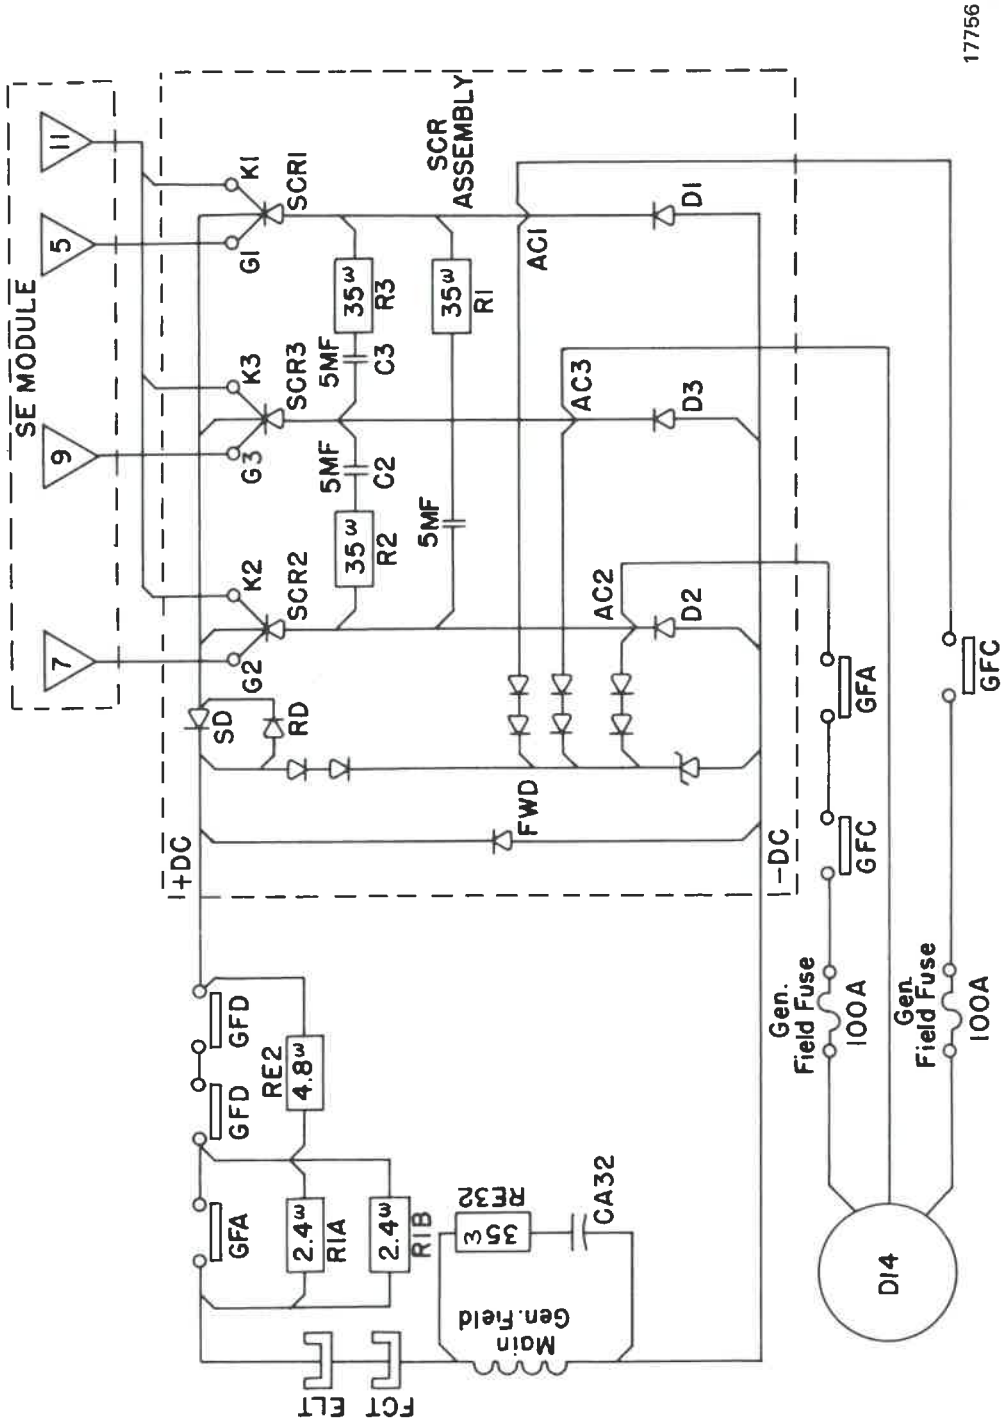 17756
SE MODULE
7
9
5
11
G2
K2
SCR2
G3
K3
SCR3
G1
K1
SCR1
+DC
SD
RD
35ω
R2
5MF
C2
5MF
C3
35ω
R3
5MF
35ω
R1
SCR
ASSEMBLY
FWD
AC2
AC3
AC1
D2
D3
D1
-DC
GFA
GFD
GFD
RE2
4.8ω
2.4ω
R1A
2.4ω
R1B
ELT
FCT
Main
Gen. Field
RE32
35ω
CA32
Gen.
Field Fuse
100A
GFC
GFA
Gen.
Field Fuse
100A
GFC
D14